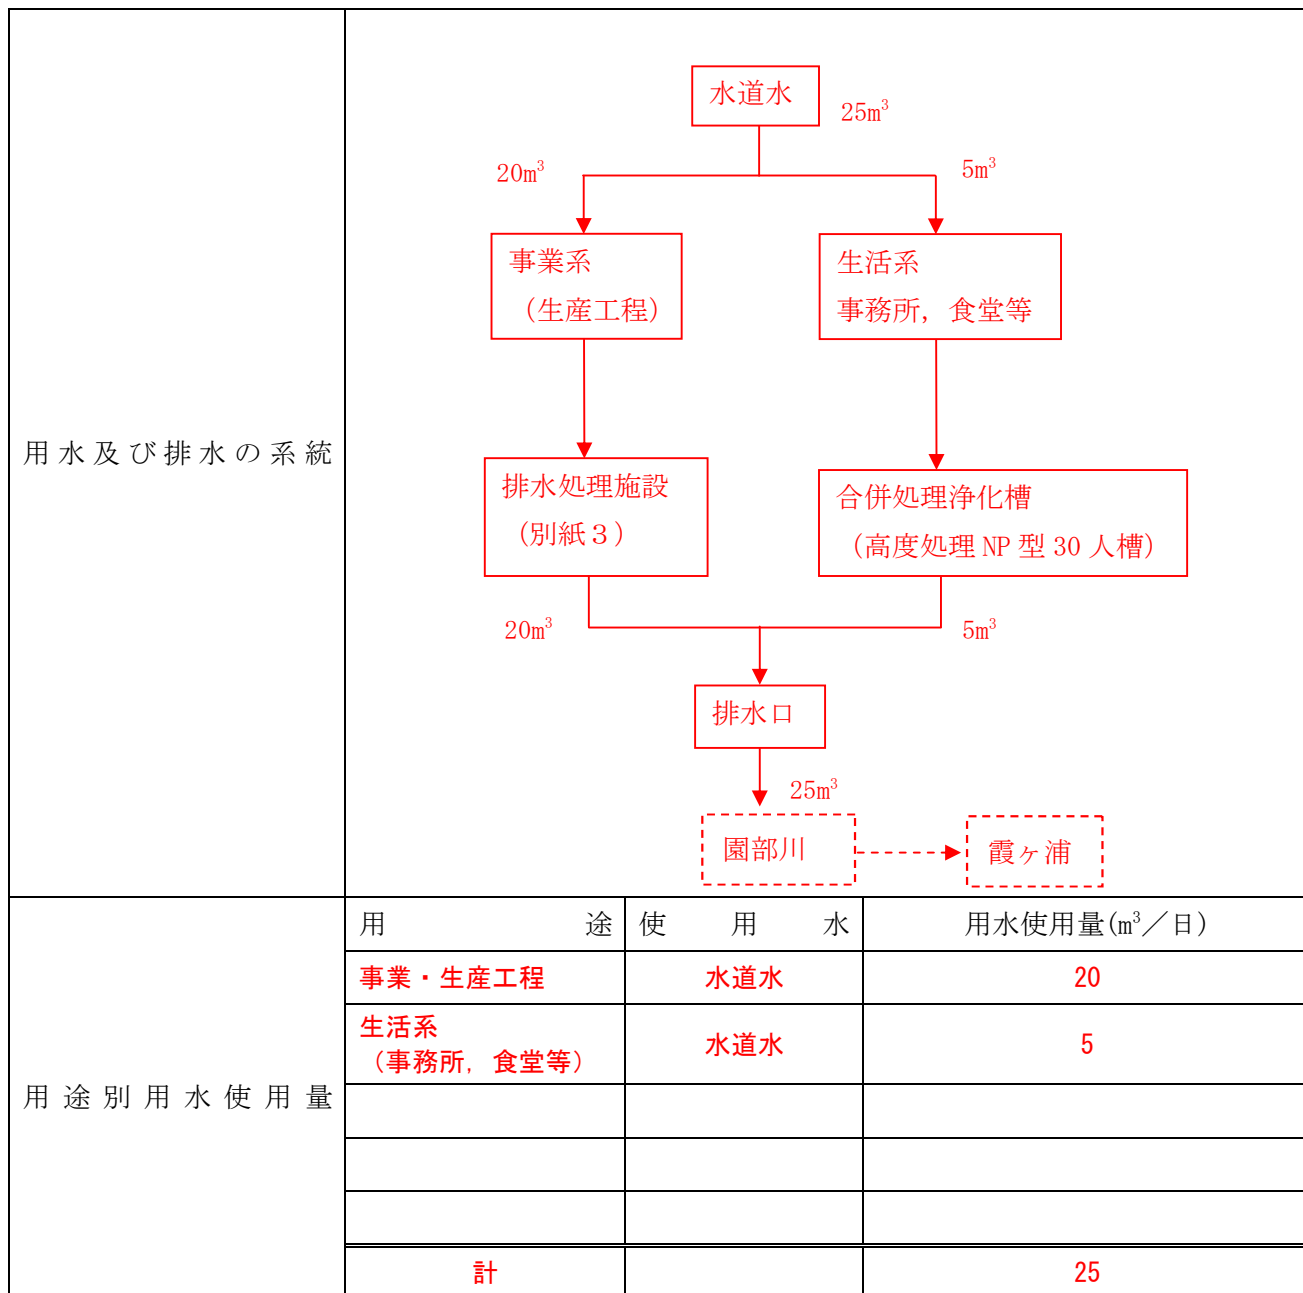 用水及び排水の系統
水道水
25m³
20m³
5m³
事業系
（生産工程）
生活系
事務所，食堂等
排水処理施設
（別紙３）
合併処理浄化槽
（高度処理 NP 型 30 人槽）
20m³
5m³
排水口
25m³
園部川
霞ヶ浦
用途別用水使用量
用途 使用水 用水使用量(m³／日)
事業・生産工程 水道水 20
生活系
（事務所，食堂等） 水道水 5
計 25